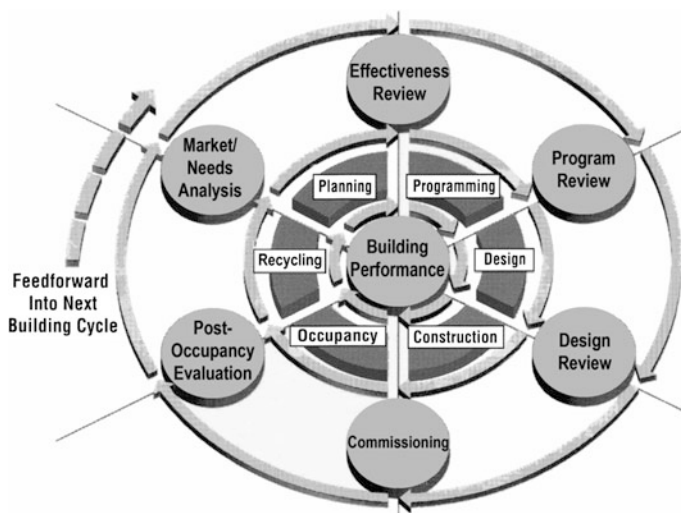 Effectiveness
Review
Market/
Needs
Analysis
Program
Review
Planning
Programming
Building
Performance
Recycling
Design
Feedforward
Into Next
Building Cycle
Post-
Occupancy
Evaluation
Occupancy
Construction
Design
Review
Commissioning